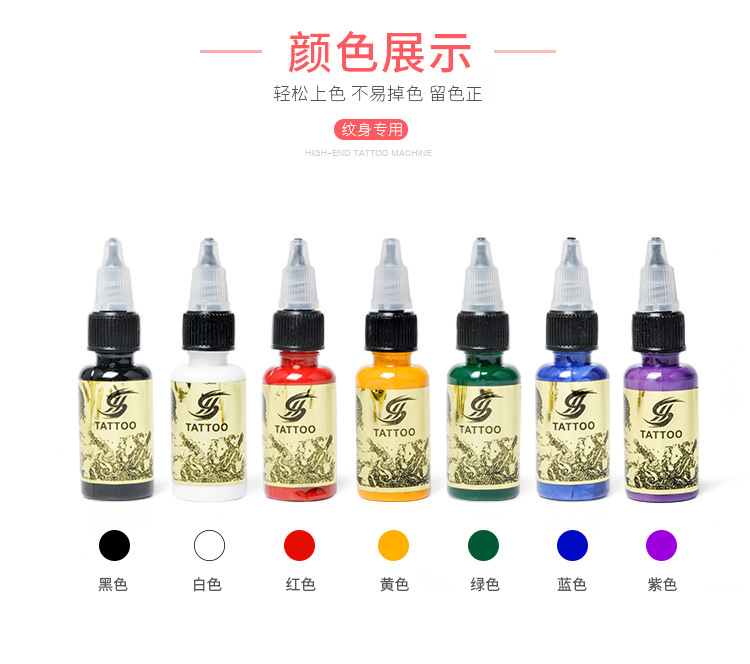 颜色展示
轻松上色 不易掉色 留色正
纹身专用
HIGH-END TATTOO MACHINE
TATTOO
TATTOO
TATTOO
TATTOO
TATTOO
TATTOO
TATTOO
黑色
白色
红色
黄色
绿色
蓝色
紫色